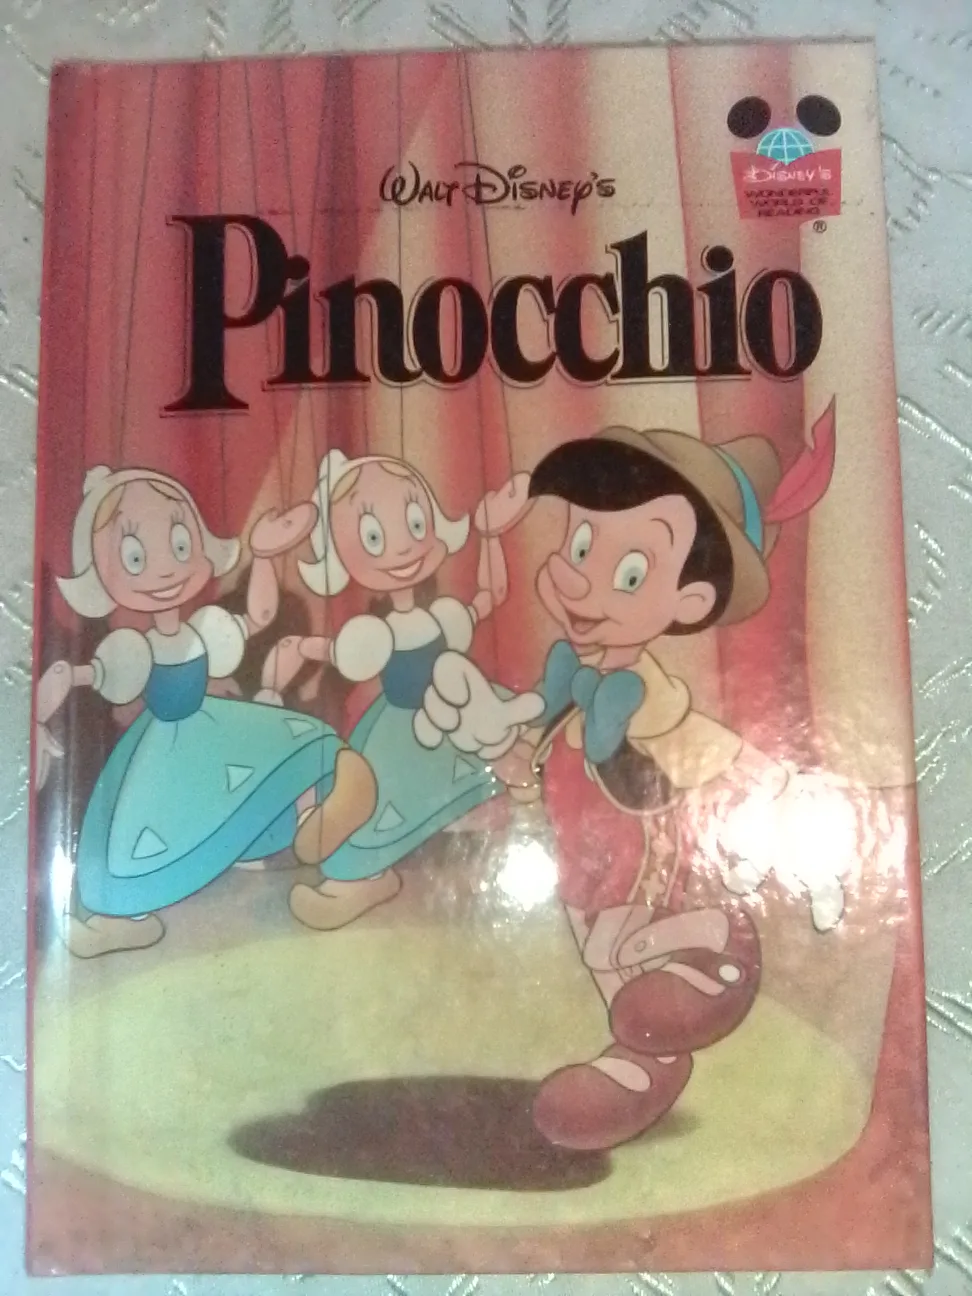 Walt Disney's
Pinocchio
Disney's
WONDERFUL
WORLD OF
READING
®